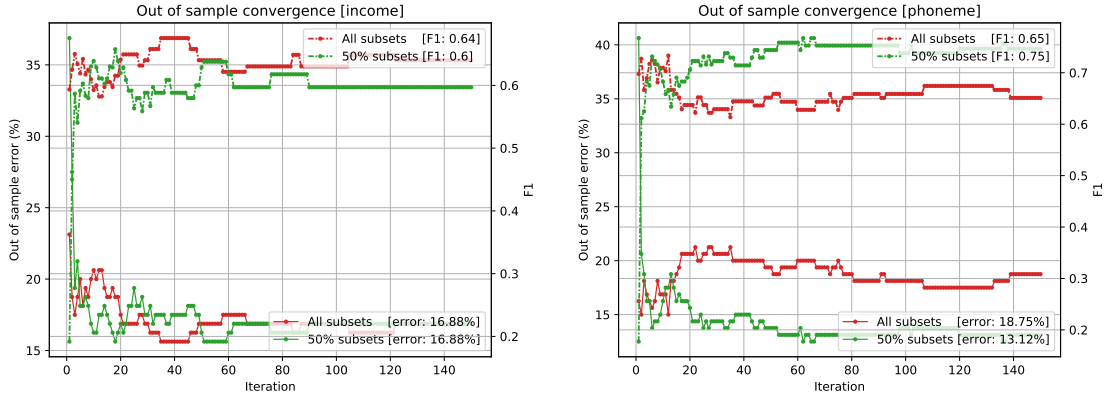 Out of sample convergence [income]
All subsets [F1: 0.64]
50% subsets [F1: 0.6]
35
30
25
20
15
Out of sample error (%)
0.6
0.5
0.4
0.3
0.2
F1
All subsets [error: 16.88%]
50% subsets [error: 16.88%]
0 20 40 60 80 100 120 140
Iteration
Out of sample convergence [phoneme]
All subsets [F1: 0.65]
50% subsets [F1: 0.75]
40
35
30
25
20
15
Out of sample error (%)
0.7
0.6
0.5
0.4
0.3
0.2
F1
All subsets [error: 18.75%]
50% subsets [error: 13.12%]
0 20 40 60 80 100 120 140
Iteration